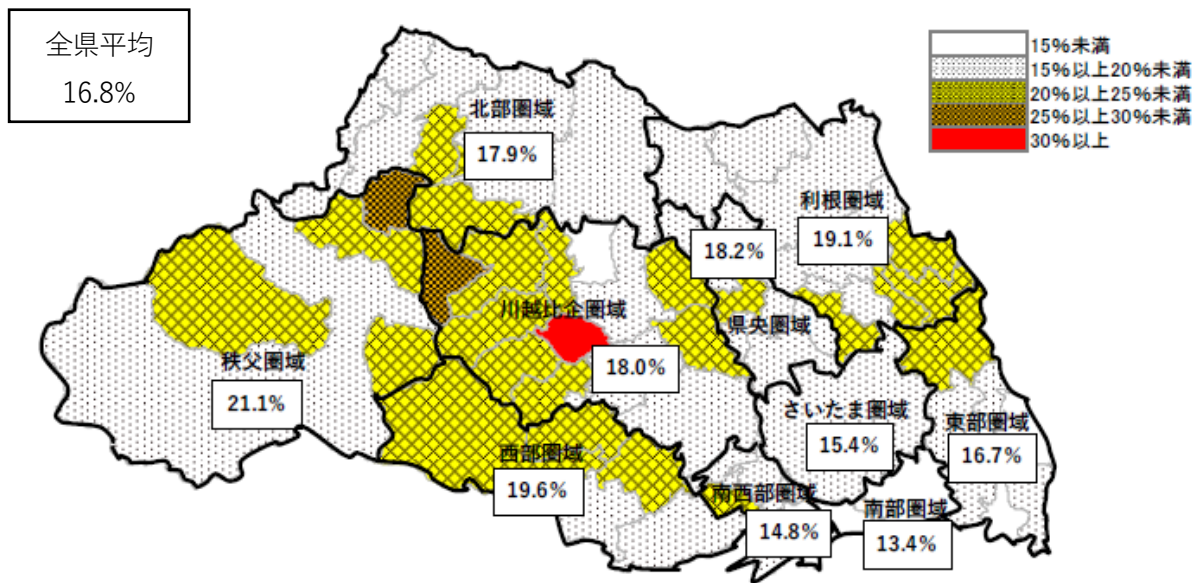 全県平均
16.8%
15%未満
15%以上20%未満
20%以上25%未満
25%以上30%未満
30%以上
北部圏域
17.9%
利根圏域
19.1%
18.2%
県央圏域
川越比企圏域
18.0%
秩父圏域
21.1%
さいたま圏域
15.4%
東部圏域
16.7%
西部圏域
19.6%
南西部圏域
14.8%
南部圏域
13.4%